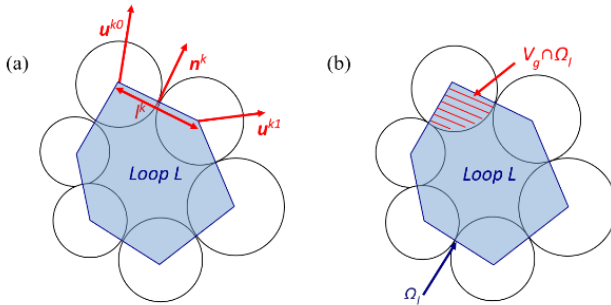 (a)
u^k0
n^k
l^k
u^k1
Loop L
(b)
V_g∩Ω_l
Loop L
Ω_l